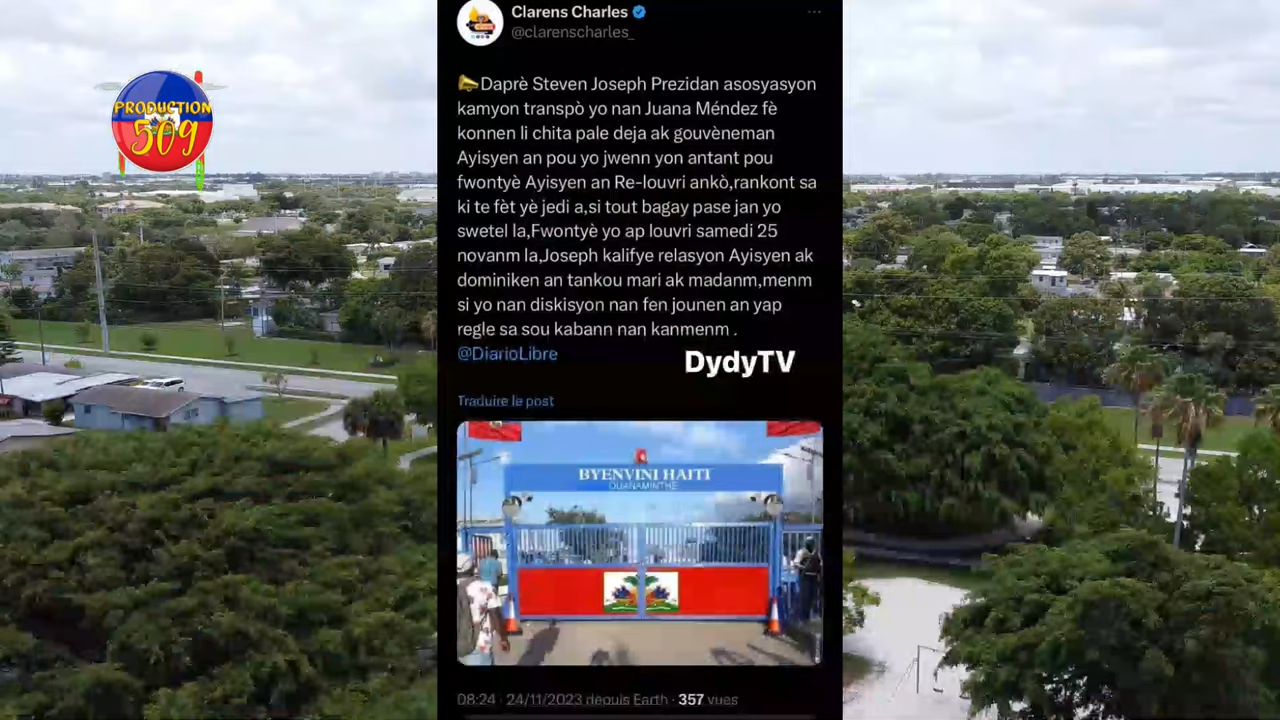 PRODUCTION
509
Clarens Charles
@clarenscharles_
Daprè Steven Joseph Prezidan asosyasyon
kamyon transpò yo nan Juana Méndez fè
konnen li chita pale deja ak gouvèneman
Ayisyen an pou yo jwenn yon antant pou
fwontyè Ayisyen an Re-louvri ankò,rankont sa
ki te fèt yè jedi a,si tout bagay pase jan yo
swetel la,Fwontyè yo ap louvri samedi 25
novanm la,Joseph kalifye relasyon Ayisyen ak
dominiken an tankou mari ak madanm,menm
si yo nan diskisyon nan fen jounen an yap
regle sa sou kabann nan kanmenm .
@DiarioLibre
DydyTV
Traduire le post
BYENVINI HAITI
OUANAMINTHE
08:24 · 24/11/2023 depuis Earth · 357 vues